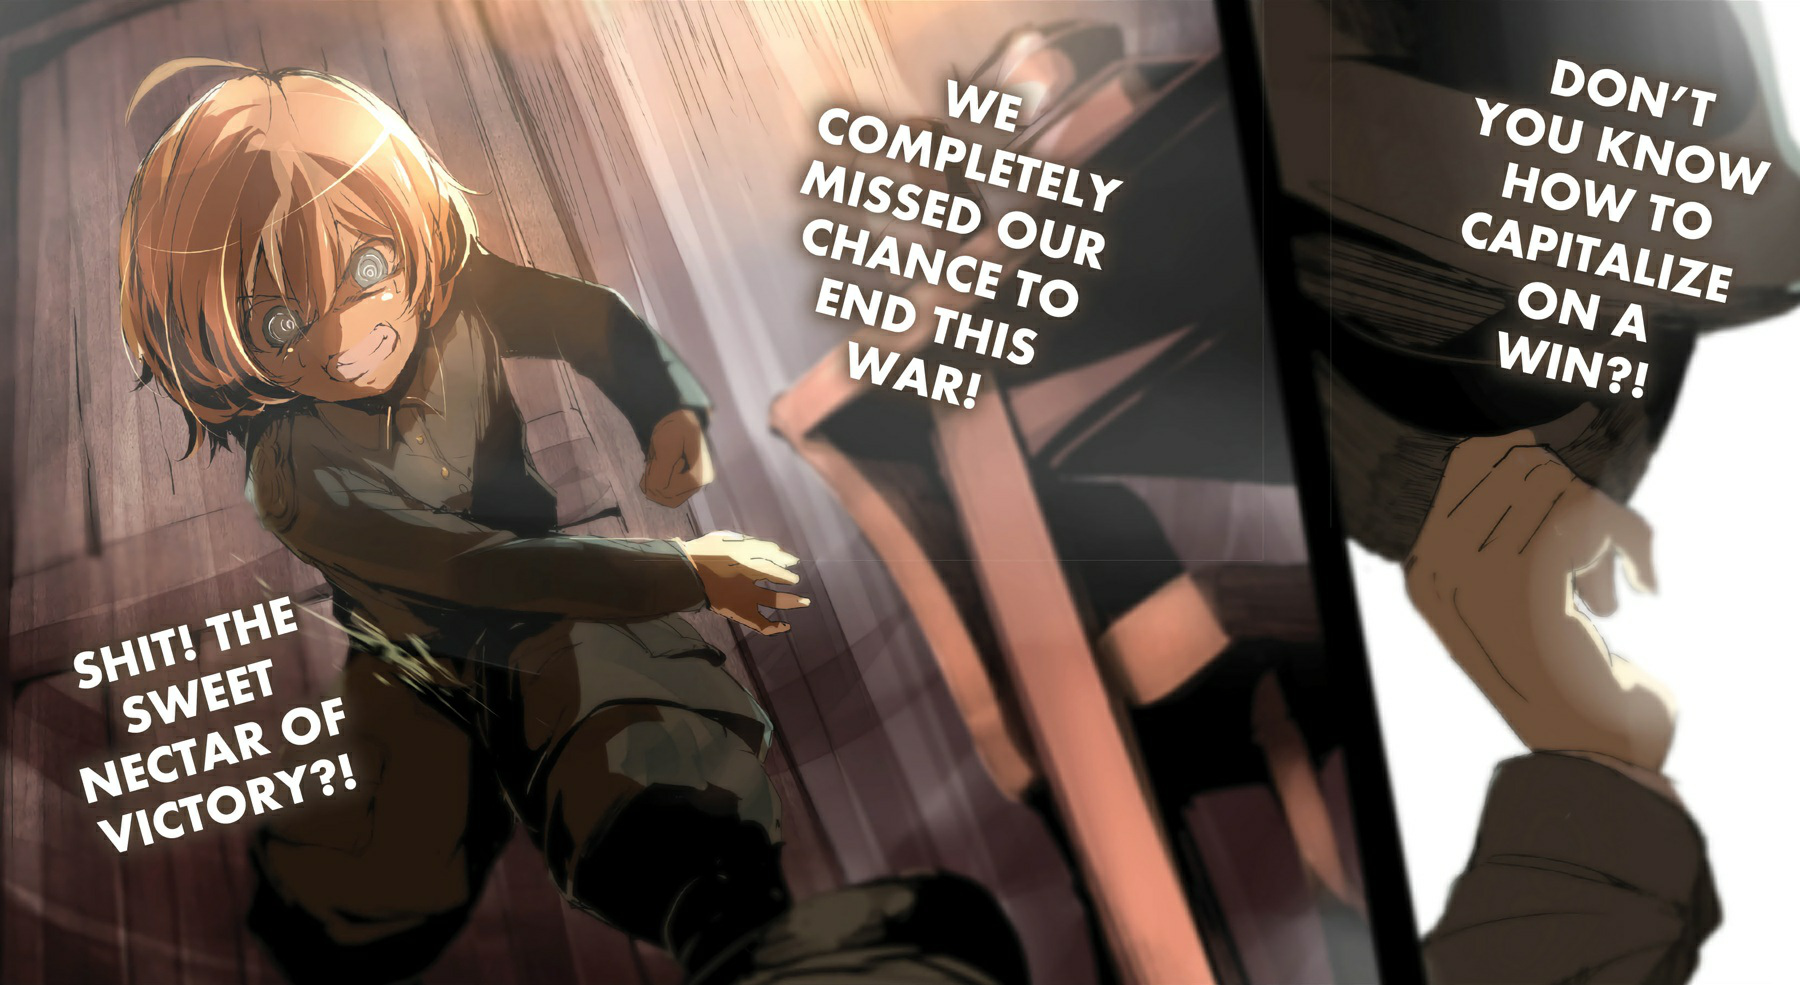 DON'T
YOU KNOW
HOW TO
CAPITALIZE
ON A
WIN?!
WE
COMPLETELY
MISSED OUR
CHANCE TO
END THIS
WAR!
SHIT! THE
SWEET
NECTAR OF
VICTORY?!